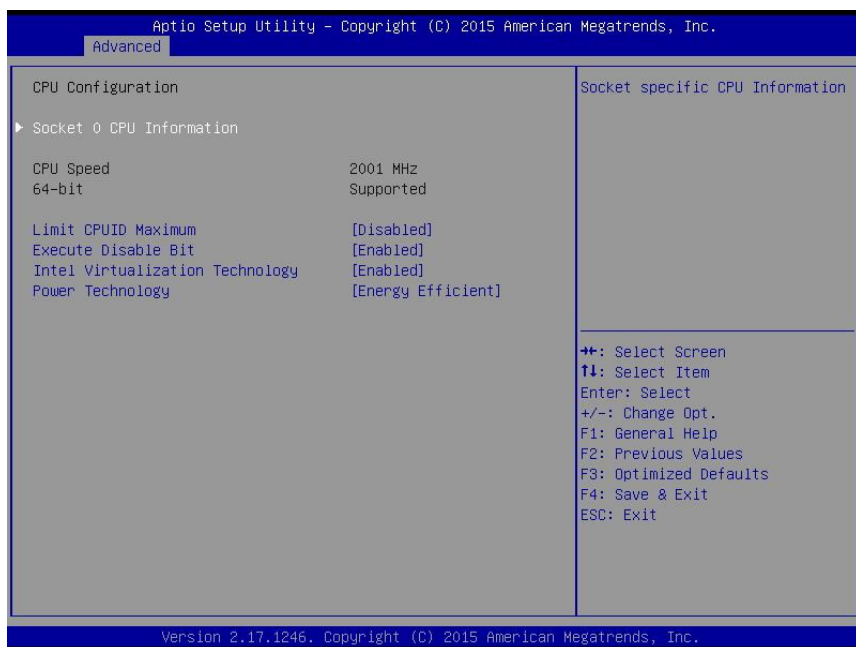 Aptio Setup Utility – Copyright (C) 2015 American Megatrends, Inc.
Advanced
CPU Configuration
Socket 0 CPU Information
CPU Speed 2001 MHz
64-bit Supported
Limit CPUID Maximum [Disabled]
Execute Disable Bit [Enabled]
Intel Virtualization Technology [Enabled]
Power Technology [Energy Efficient]
Socket specific CPU Information
→←: Select Screen
↑↓: Select Item
Enter: Select
+/-: Change Opt.
F1: General Help
F2: Previous Values
F3: Optimized Defaults
F4: Save & Exit
ESC: Exit
Version 2.17.1246. Copyright (C) 2015 American Megatrends, Inc.